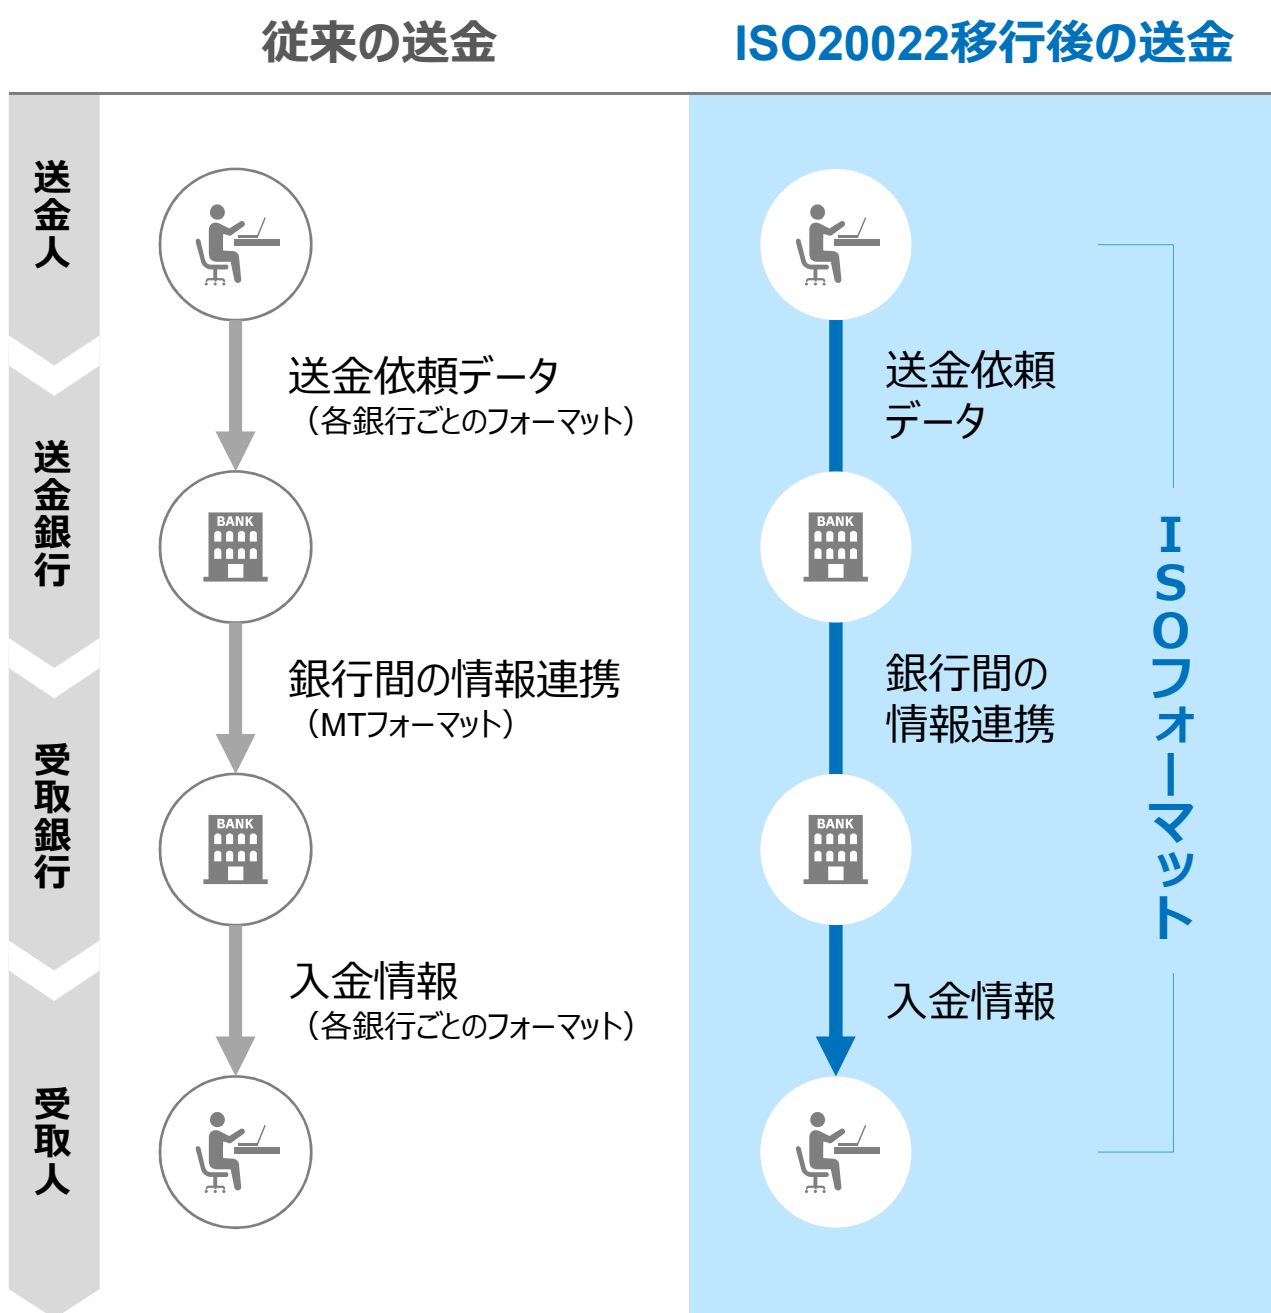 従来の送金
ISO20022移行後の送金
送金人
送金依頼データ
（各銀行ごとのフォーマット）
送金依頼
データ
送金銀行
BANK
BANK
銀行間の情報連携
（MTフォーマット）
銀行間の
情報連携
ISOフォーマット
受取銀行
BANK
BANK
入金情報
（各銀行ごとのフォーマット）
入金情報
受取人